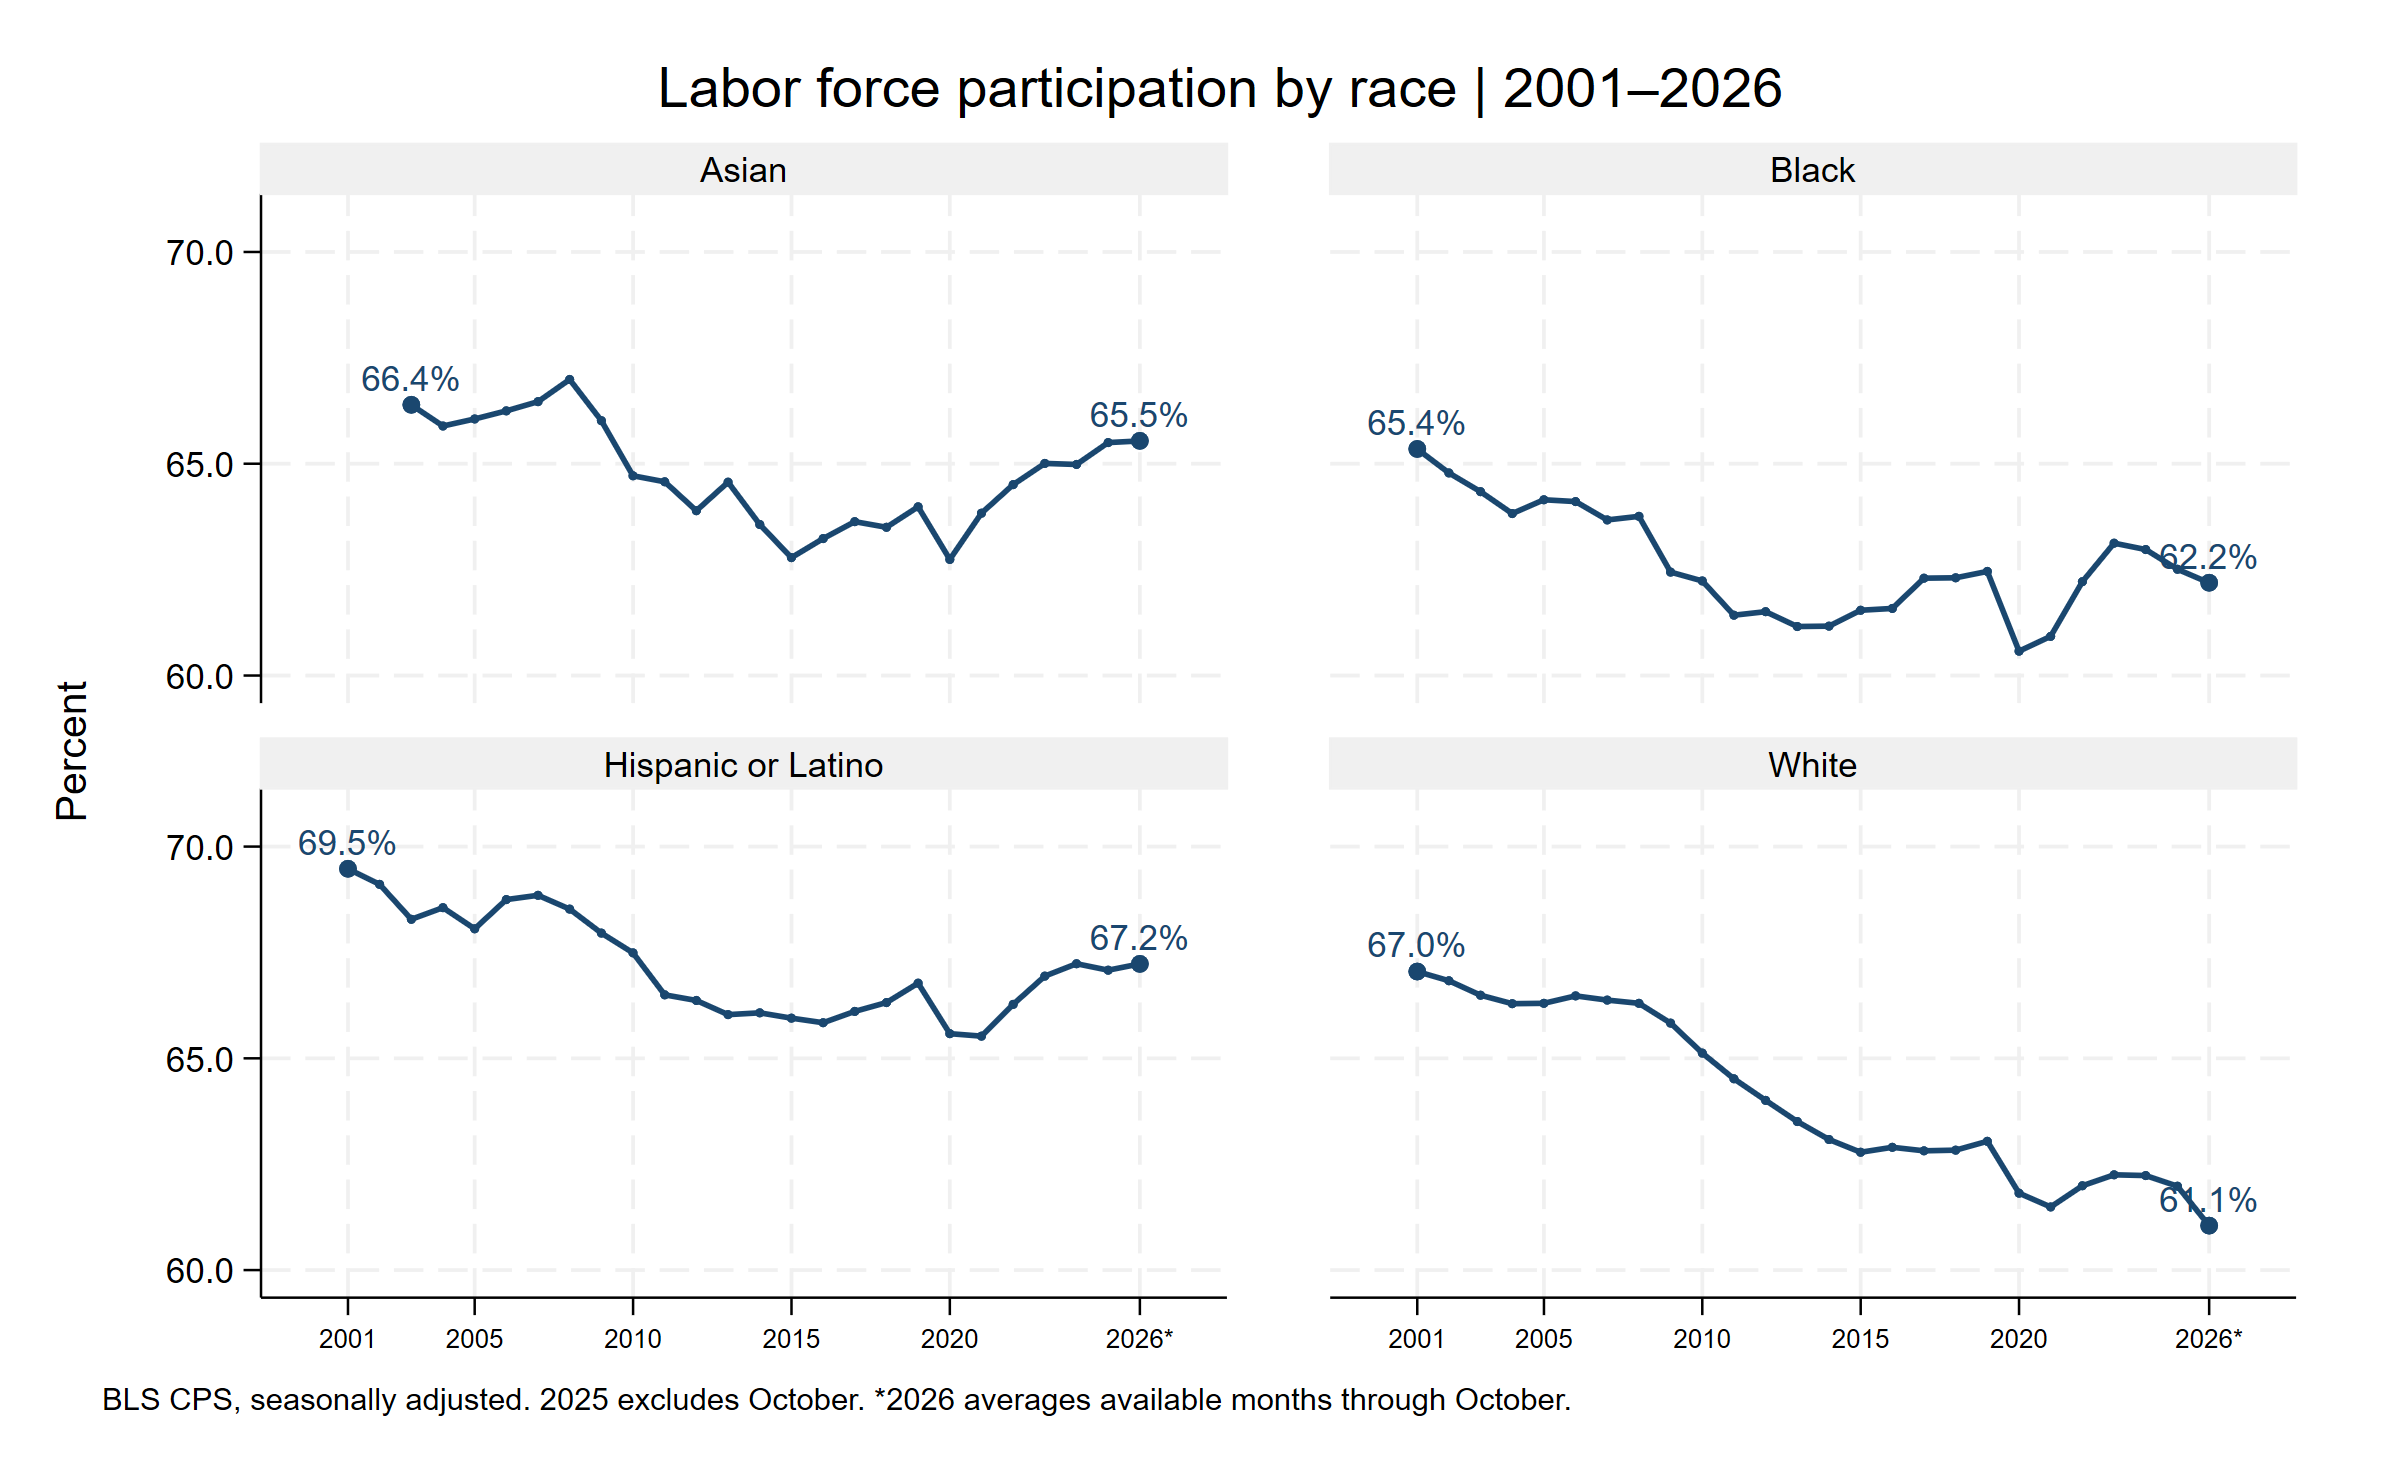 Labor force participation by race | 2001–2026
Asian
Black
70.0
65.0
60.0
66.4%
65.5%
65.4%
62.2%
Percent
Hispanic or Latino
White
70.0
65.0
60.0
69.5%
67.2%
67.0%
61.1%
2001 2005 2010 2015 2020 2026*
2001 2005 2010 2015 2020 2026*
BLS CPS, seasonally adjusted. 2025 excludes October. *2026 averages available months through October.